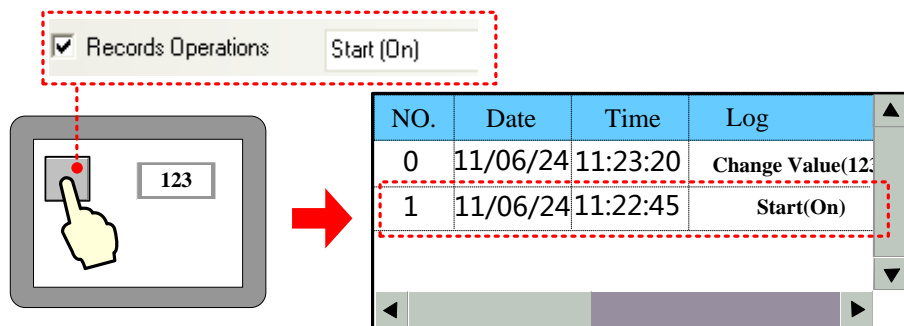 Records Operations Start (On)
NO. Date Time Log
0 11/06/24 11:23:20 Change Value(123
1 11/06/24 11:22:45 Start(On)
123